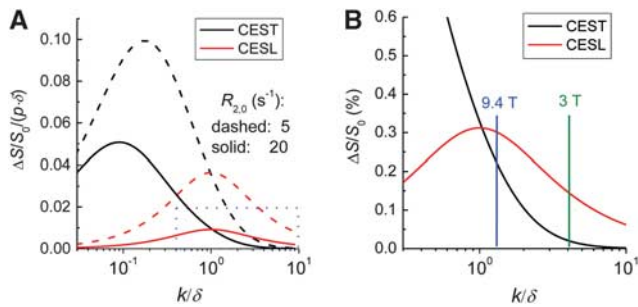 A
CEST
CESL
R2,0 (s-1):
dashed: 5
solid: 20
0.10
0.08
0.06
0.04
0.02
0.00
ΔS/S0/(p·δ)
10-1 100 101
k/δ
B
CEST
CESL
9.4 T
3 T
0.6
0.5
0.4
0.3
0.2
0.1
0.0
ΔS/S0 (%)
100 101
k/δ